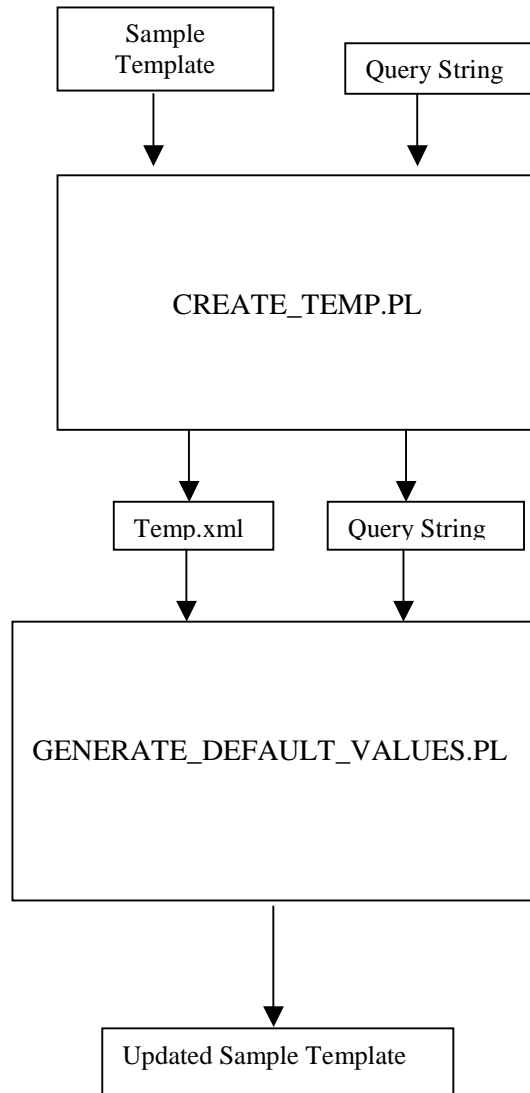 Sample
Template
Query String
CREATE_TEMP.PL
Temp.xml
Query String
GENERATE_DEFAULT_VALUES.PL
Updated Sample Template